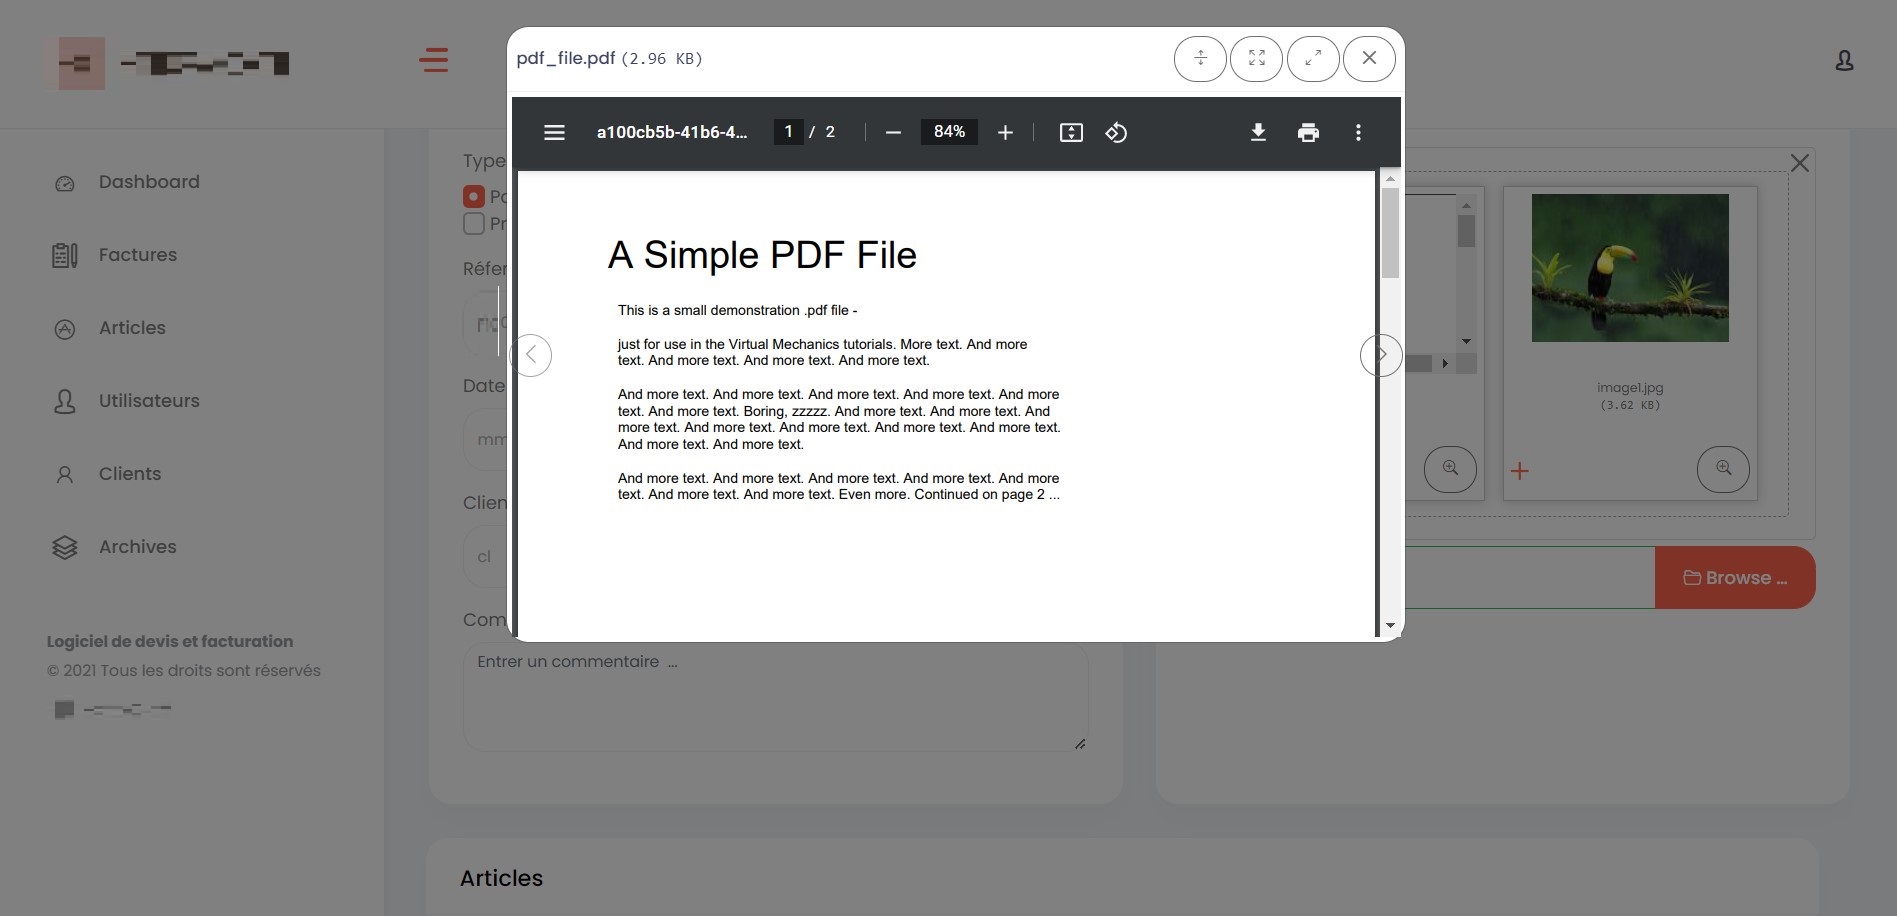 pdf_file.pdf (2.96 KB)
a100cb5b-41b6-4...
1 / 2
84%
Dashboard
Factures
Articles
Utilisateurs
Clients
Archives
Logiciel de devis et facturation
© 2021 Tous les droits sont réservés
Type
Po
Pr
Réfer
Date
mm
Clien
cl
Com
Entrer un commentaire ...
A Simple PDF File
This is a small demonstration .pdf file -
just for use in the Virtual Mechanics tutorials. More text. And more
text. And more text. And more text. And more text.
And more text. And more text. And more text. And more text. And more
text. And more text. Boring, zzzzz. And more text. And more text. And
more text. And more text. And more text. And more text. And more text.
And more text. And more text.
And more text. And more text. And more text. And more text. And more
text. And more text. And more text. Even more. Continued on page 2 ...
image1.jpg
(3.62 KB)
Browse ...
Articles